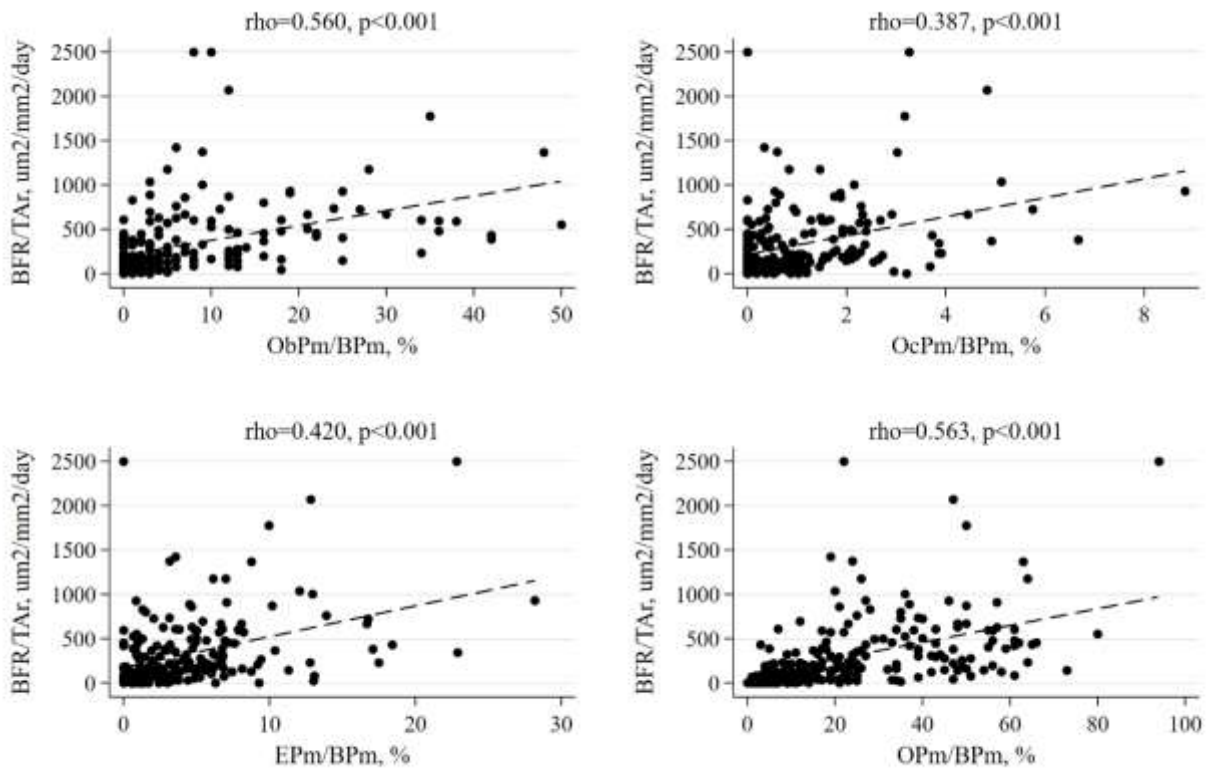 rho=0.560, p<0.001
BFR/TAr, um2/mm2/day
2500
2000
1500
1000
500
0
0 10 20 30 40 50
ObPm/BPm, %
rho=0.387, p<0.001
BFR/TAr, um2/mm2/day
2500
2000
1500
1000
500
0
0 2 4 6 8
OcPm/BPm, %
rho=0.420, p<0.001
BFR/TAr, um2/mm2/day
2500
2000
1500
1000
500
0
0 10 20 30
EPm/BPm, %
rho=0.563, p<0.001
BFR/TAr, um2/mm2/day
2500
2000
1500
1000
500
0
0 20 40 60 80 100
OPm/BPm, %